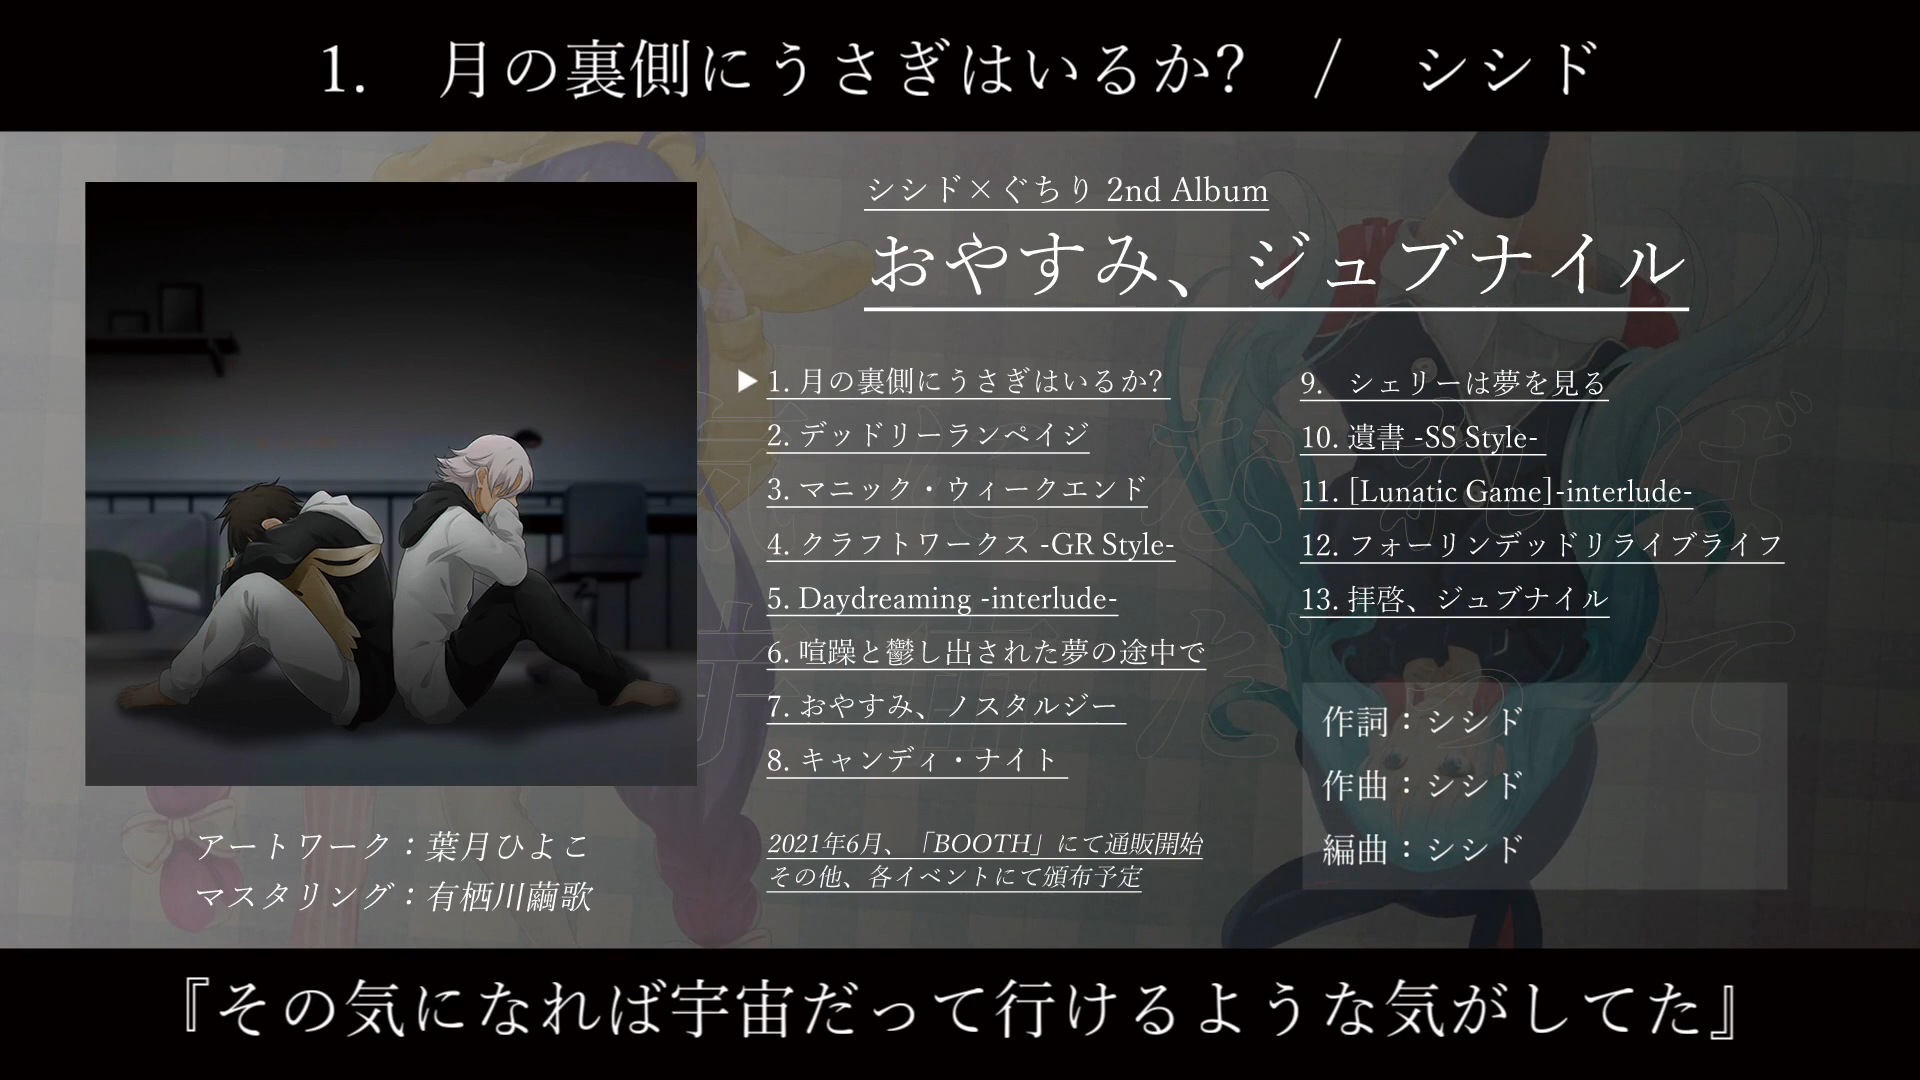 1. 月の裏側にうさぎはいるか? / シシド
シシド×ぐちり 2nd Album
おやすみ、ジュブナイル
▶1. 月の裏側にうさぎはいるか?
2. デッドリーランペイジ
3. マニック・ウィークエンド
4. クラフトワークス -GR Style-
5. Daydreaming -interlude-
6. 喧躁と鬱し出された夢の途中で
7. おやすみ、ノスタルジー
8. キャンディ・ナイト
9. シェリーは夢を見る
10. 遺書 -SS Style-
11. [Lunatic Game]-interlude-
12. フォーリンデッドリライブライフ
13. 拝啓、ジュブナイル
作詞：シシド
作曲：シシド
編曲：シシド
アートワーク：葉月ひよこ
マスタリング：有栖川繭歌
2021年6月、「BOOTH」にて通販開始
その他、各イベントにて頒布予定
『その気になれば宇宙だって行けるような気がしてた』